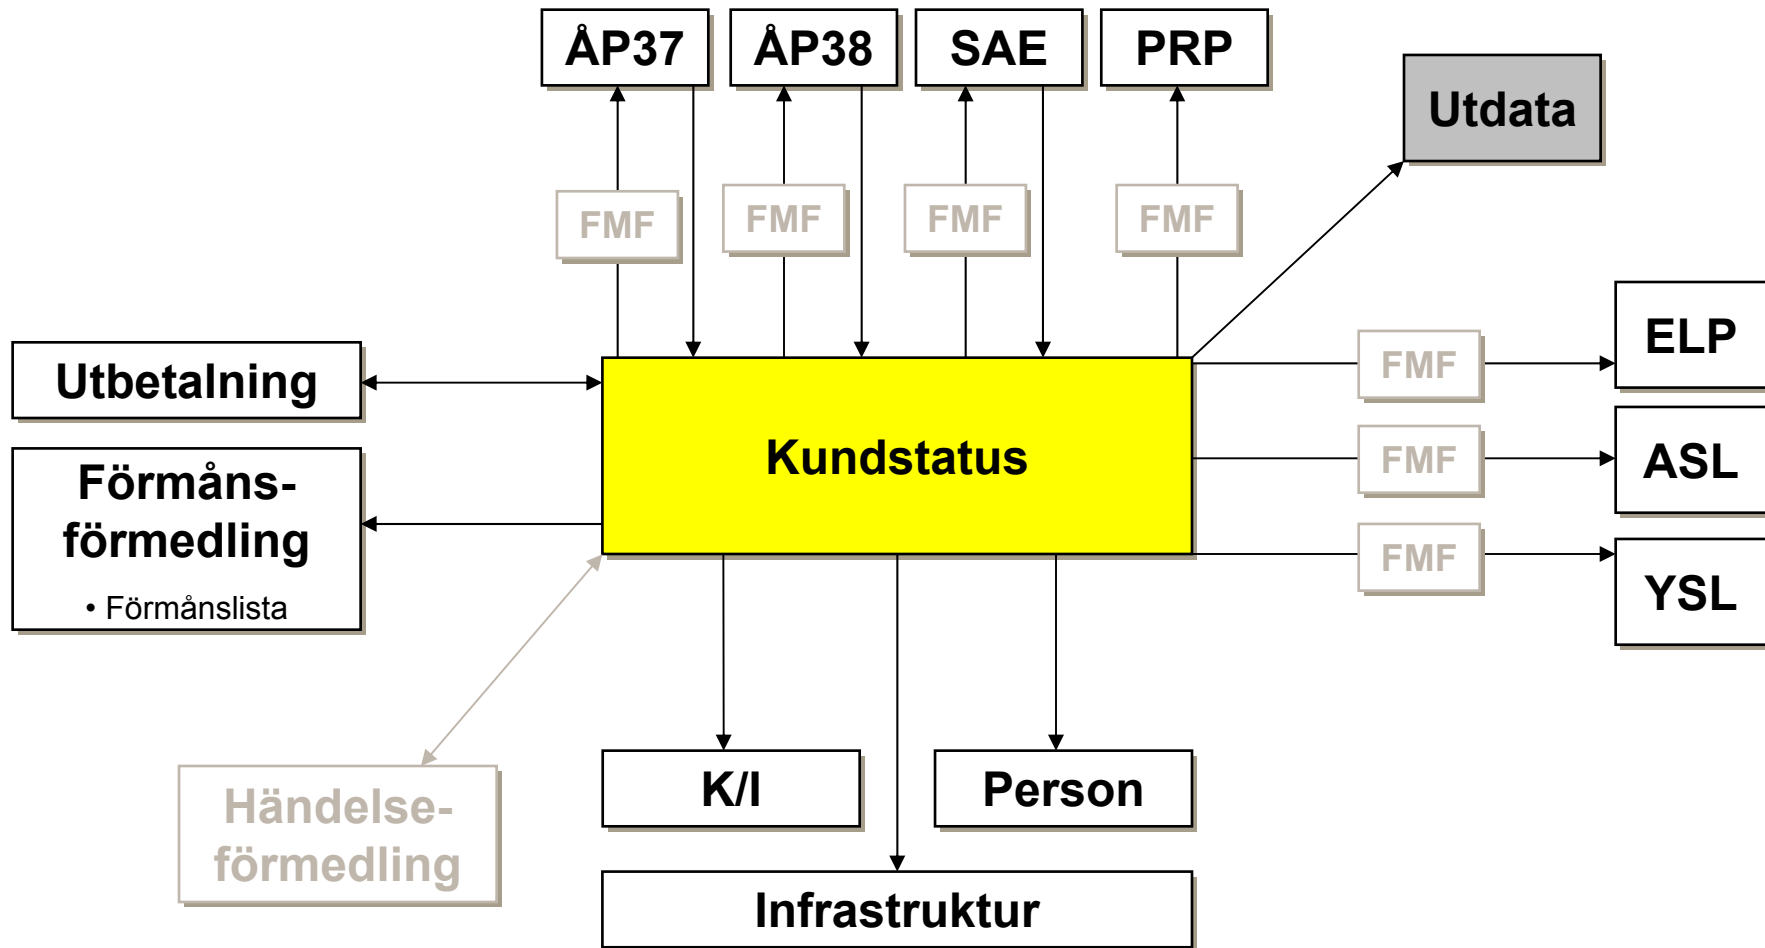 ÅP37
ÅP38
SAE
PRP
Utdata
FMF
FMF
FMF
FMF
ELP
FMF
Utbetalning
Kundstatus
FMF
ASL
Förmåns-
förmedling
• Förmånslista
FMF
YSL
K/I
Person
Händelse-
förmedling
Infrastruktur